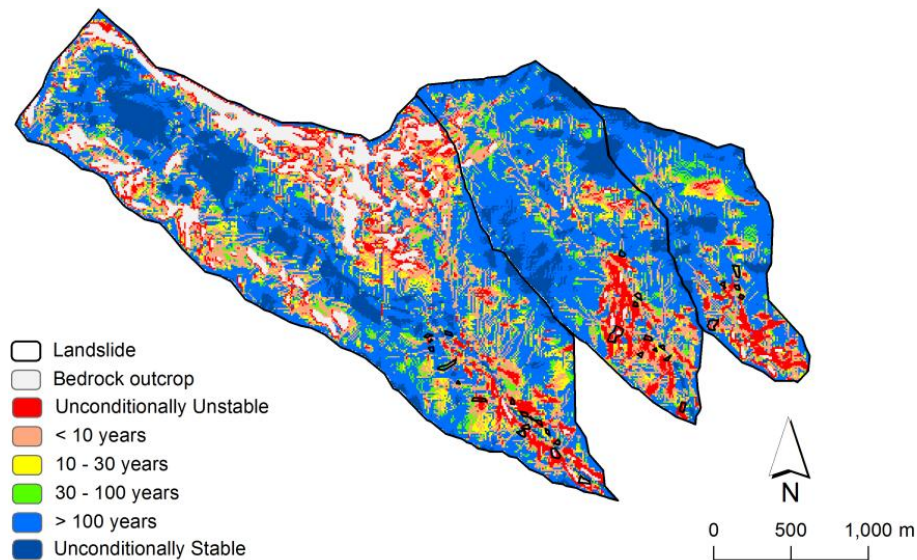 Landslide
Bedrock outcrop
Unconditionally Unstable
< 10 years
10 - 30 years
30 - 100 years
> 100 years
Unconditionally Stable
N
0 500 1,000 m